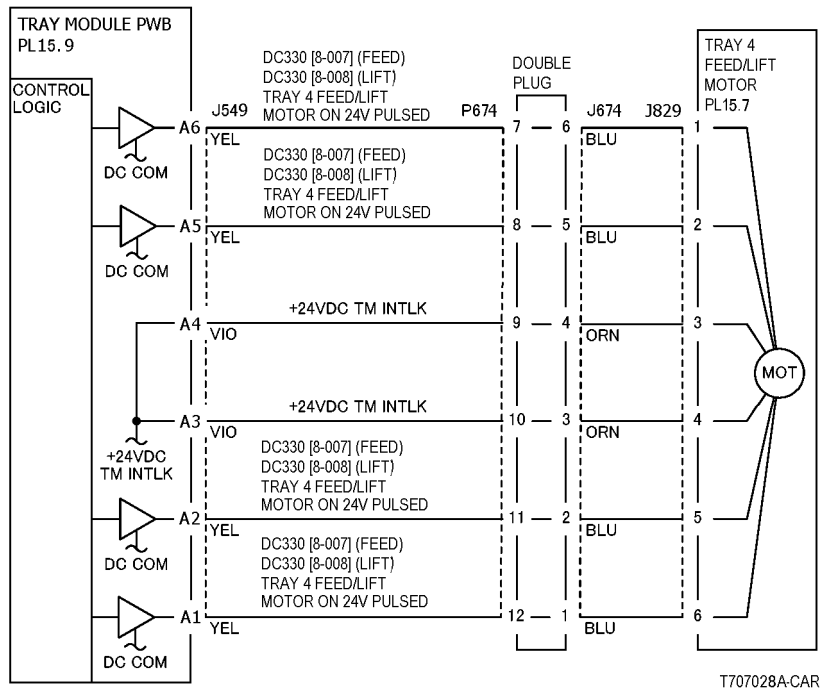 TRAY MODULE PWB
PL15.9
CONTROL
LOGIC
DC330 [8-007] (FEED)
DC330 [8-008] (LIFT)
TRAY 4 FEED/LIFT
MOTOR ON 24V PULSED
DOUBLE
PLUG
TRAY 4
FEED/LIFT
MOTOR
PL15.7
J549
P674
J674
J829
A6
YEL
7
6
BLU
1
DC COM
DC330 [8-007] (FEED)
DC330 [8-008] (LIFT)
TRAY 4 FEED/LIFT
MOTOR ON 24V PULSED
A5
YEL
8
5
BLU
2
DC COM
+24VDC TM INTLK
A4
VIO
9
4
ORN
3
MOT
+24VDC TM INTLK
A3
VIO
10
3
ORN
4
+24VDC
TM INTLK
DC330 [8-007] (FEED)
DC330 [8-008] (LIFT)
TRAY 4 FEED/LIFT
MOTOR ON 24V PULSED
A2
YEL
11
2
BLU
5
DC COM
DC330 [8-007] (FEED)
DC330 [8-008] (LIFT)
TRAY 4 FEED/LIFT
MOTOR ON 24V PULSED
A1
YEL
12
1
BLU
6
DC COM
T707028A-CAR